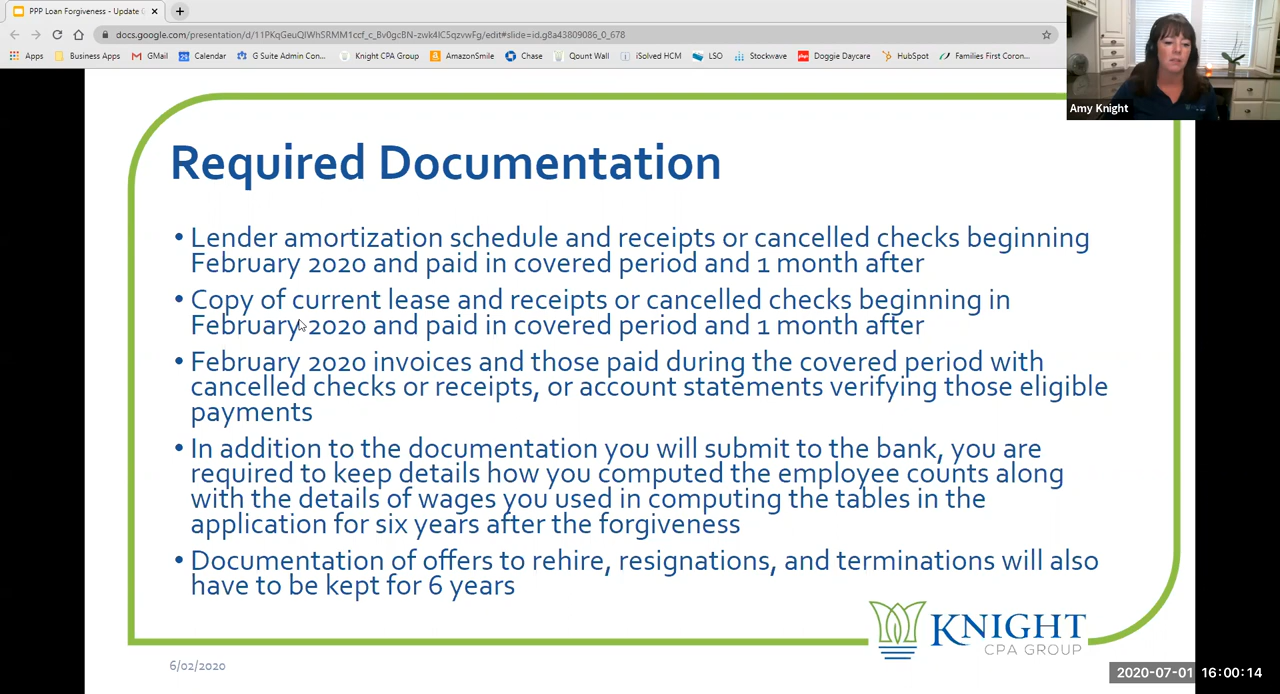 PPP Loan Forgiveness - Update
docs.google.com/presentation/d/11PKqGeuQIWhSRMM1ccf_c_Bv0gcBN-zwk4IC5qzvwFg/edit#slide=id.g8a43809086_0_678
Apps Business Apps GMail Calendar G Suite Admin Con... Knight CPA Group AmazonSmile Chase Qount Wall iSolved HCM LSO Stockwave Doggie Daycare HubSpot Families First Coron...
Amy Knight
Required Documentation
• Lender amortization schedule and receipts or cancelled checks beginning
February 2020 and paid in covered period and 1 month after
• Copy of current lease and receipts or cancelled checks beginning in
February 2020 and paid in covered period and 1 month after
• February 2020 invoices and those paid during the covered period with
cancelled checks or receipts, or account statements verifying those eligible
payments
• In addition to the documentation you will submit to the bank, you are
required to keep details how you computed the employee counts along
with the details of wages you used in computing the tables in the
application for six years after the forgiveness
• Documentation of offers to rehire, resignations, and terminations will also
have to be kept for 6 years
KNIGHT
CPA GROUP
6/02/2020
2020-07-01 16:00:14